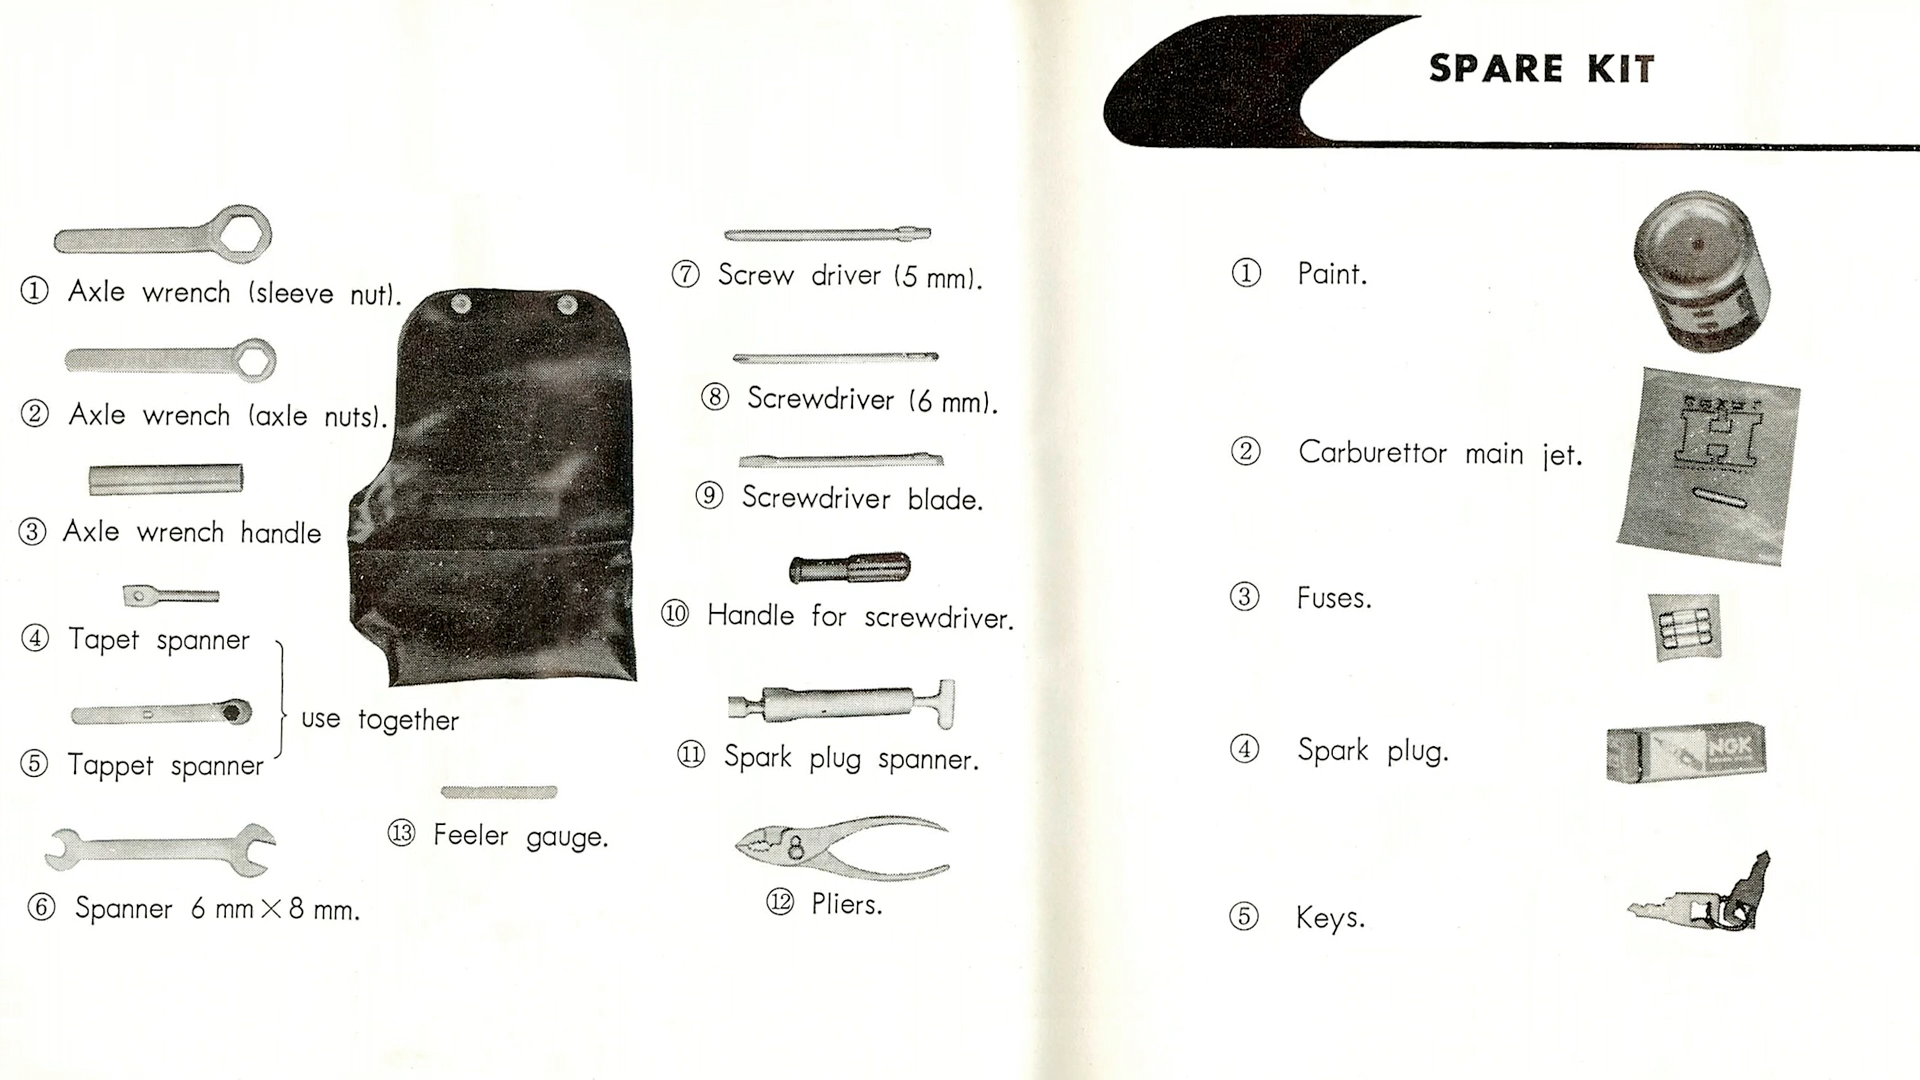 ① Axle wrench (sleeve nut).
② Axle wrench (axle nuts).
③ Axle wrench handle
④ Tapet spanner
⑤ Tappet spanner
use together
⑥ Spanner 6 mm×8 mm.
⑬ Feeler gauge.
⑦ Screw driver (5 mm).
⑧ Screwdriver (6 mm).
⑨ Screwdriver blade.
⑩ Handle for screwdriver.
⑪ Spark plug spanner.
⑫ Pliers.
SPARE KIT
① Paint.
② Carburettor main jet.
H
③ Fuses.
④ Spark plug.
NGK
⑤ Keys.